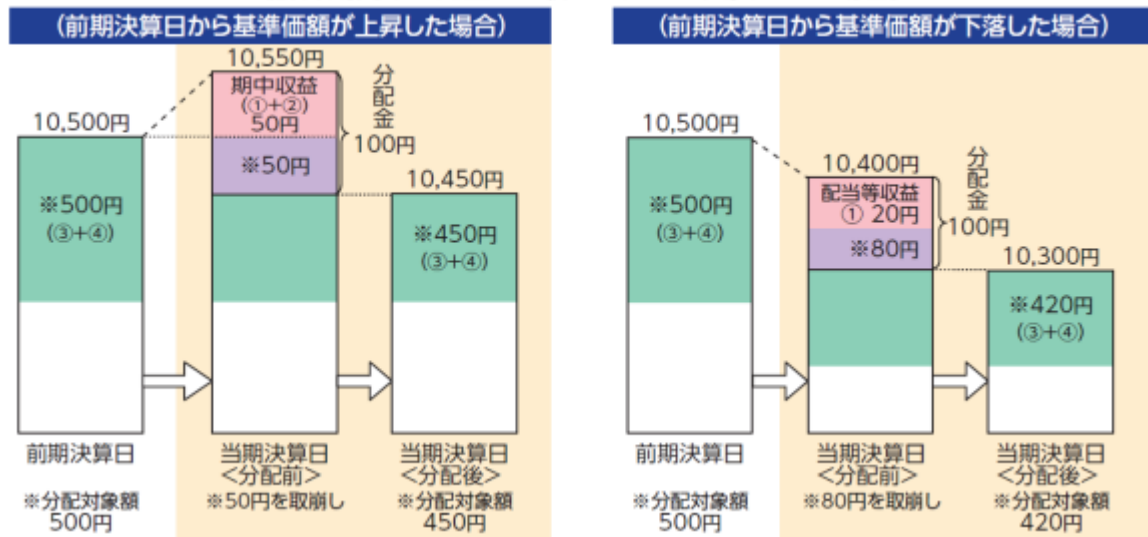 (前期決算日から基準価額が上昇した場合)
10,550円
期中収益
(①+②)
50円
分配金
100円
10,500円
※50円
10,450円
※500円
(③+④)
※450円
(③+④)
前期決算日
当期決算日
<分配前>
当期決算日
<分配後>
※分配対象額
500円
※50円を取崩し
※分配対象額
450円
(前期決算日から基準価額が下落した場合)
10,500円
10,400円
配当等収益
① 20円
分配金
100円
※80円
10,300円
※500円
(③+④)
※420円
(③+④)
前期決算日
当期決算日
<分配前>
当期決算日
<分配後>
※分配対象額
500円
※80円を取崩し
※分配対象額
420円